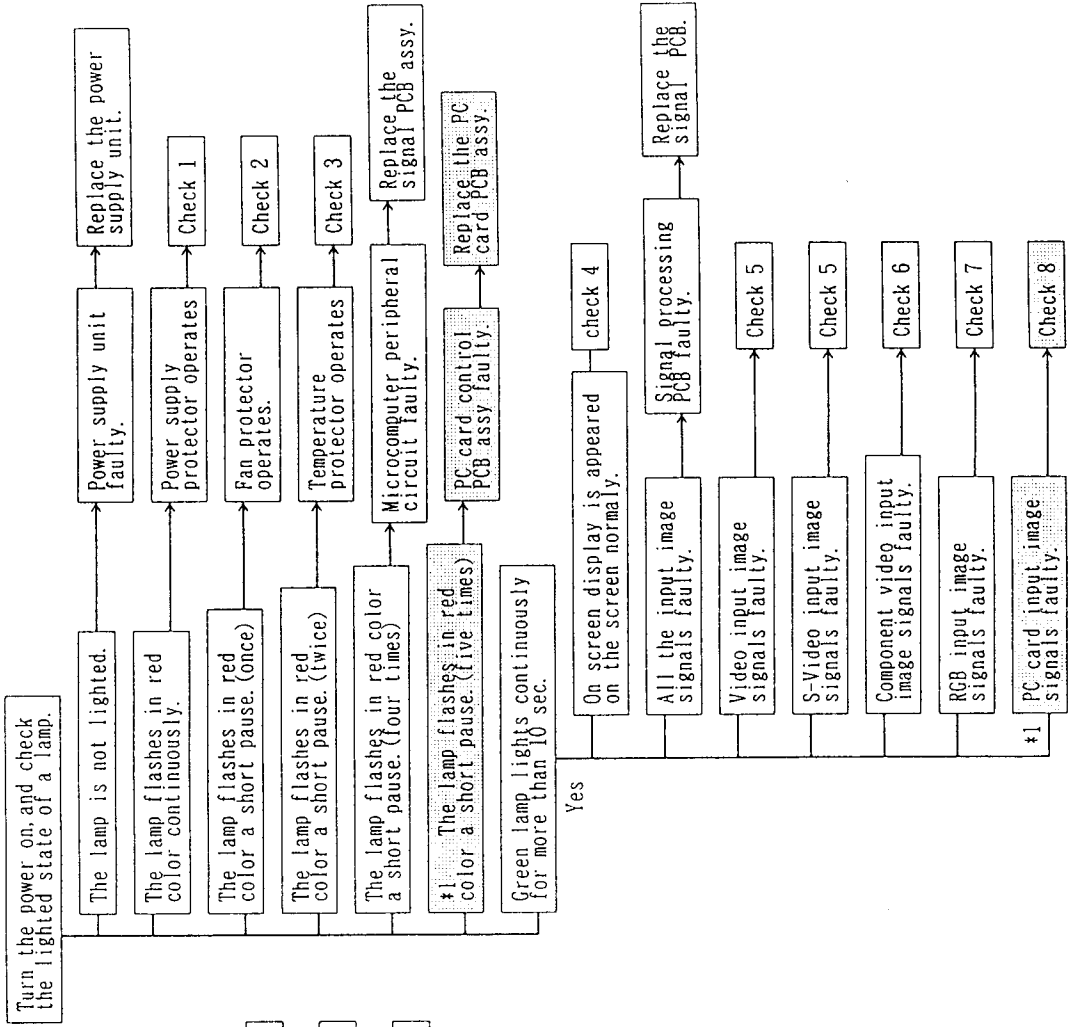 Turn the power on, and check
the lighted state of a lamp.
The lamp is not lighted.
Power supply unit
faulty.
Replace the power
supply unit.
The lamp flashes in red
color continuously.
Power supply
protector operates
Check 1
The lamp flashes in red
color a short pause. (once)
Fan protector
operates.
Check 2
The lamp flashes in red
color a short pause. (twice)
Temperature
protector operates
Check 3
The lamp flashes in red color
a short pause. (four times)
Microcomputer peripheral
circuit faulty.
Replace the
signal PCB assy.
*1 The lamp flashes in red
color a short pause. (five times)
PC card control
PCB assy faulty.
Replace the PC
card PCB assy.
Green lamp lights continuously
for more than 10 sec.
Yes
On screen display is appeared
on the screen normaly.
check 4
All the input image
signals faulty.
Signal processing
PCB faulty.
Replace the
signal PCB.
Video input image
signals faulty.
Check 5
S-Video input image
signals faulty.
Check 5
Component video input
image signals faulty.
Check 6
RGB input image
signals faulty.
Check 7
*1
PC card input image
signals faulty.
Check 8